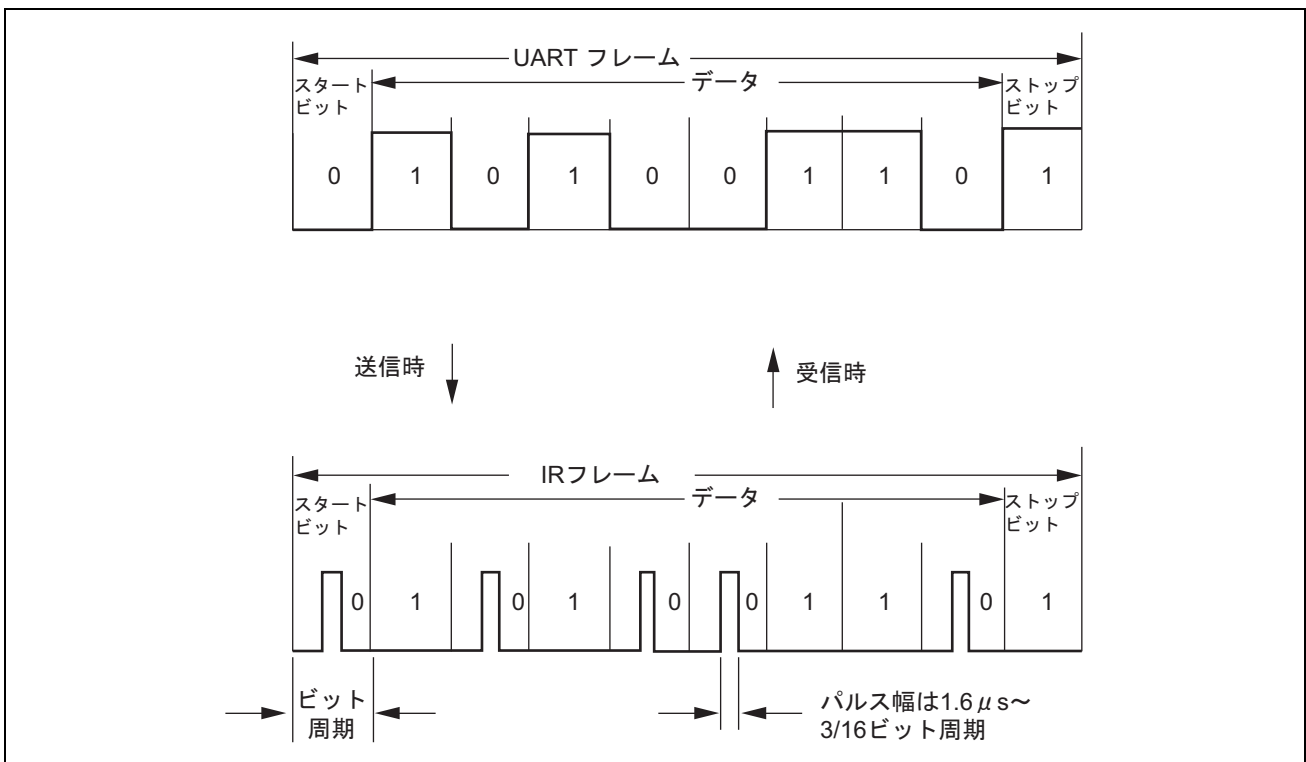 UART フレーム
スタート
ビット
データ
ストップ
ビット
0 1 0 1 0 0 1 1 0 1
送信時
受信時
IRフレーム
スタート
ビット
データ
ストップ
ビット
0 1 0 1 0 0 1 1 0 1
ビット
周期
パルス幅は1.6μs～
3/16ビット周期